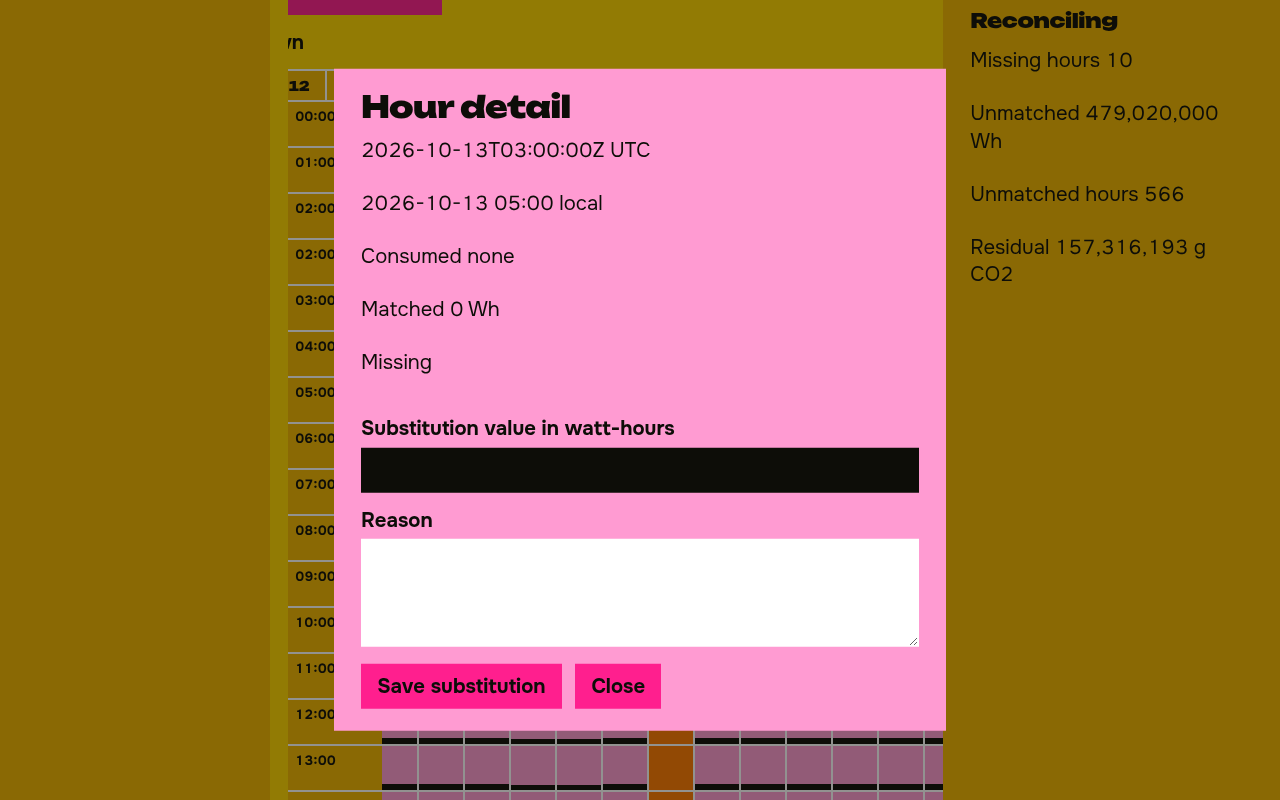 Reconciling
Missing hours 10
Unmatched 479,020,000
Wh
Unmatched hours 566
Residual 157,316,193 g
CO2
12
00:00
01:00
02:00
02:00
03:00
04:00
05:00
06:00
07:00
08:00
09:00
10:00
11:00
12:00
13:00
Hour detail
2026-10-13T03:00:00Z UTC
2026-10-13 05:00 local
Consumed none
Matched 0 Wh
Missing
Substitution value in watt-hours
Reason
Save substitution
Close